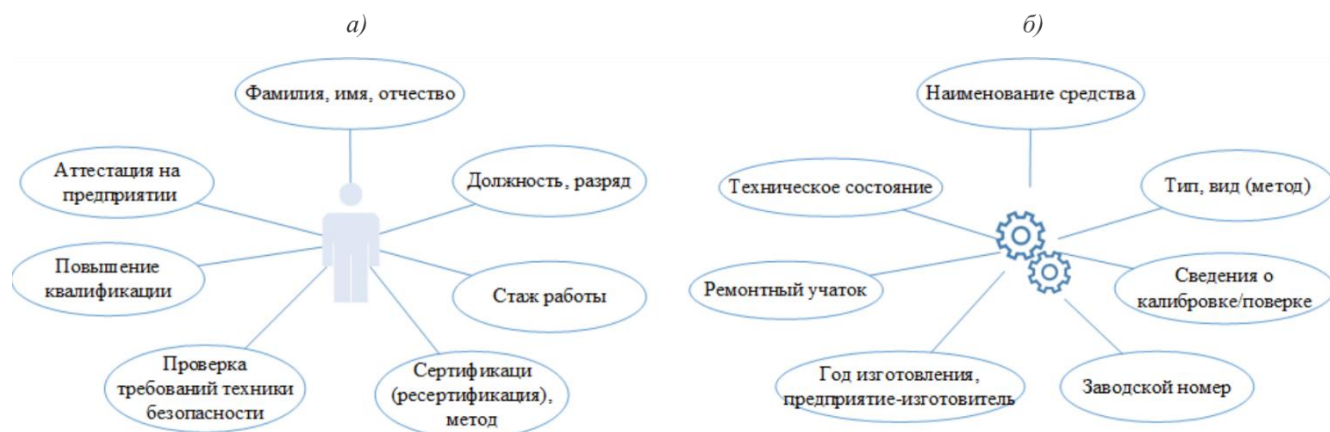 а)
Фамилия, имя, отчество
Аттестация на
предприятии
Должность, разряд
Повышение
квалификации
Стаж работы
Проверка
требований техники
безопасности
Сертификаци
(ресертификация),
метод
б)
Наименование средства
Техническое состояние
Тип, вид (метод)
Ремонтный учаток
Сведения о
калибровке/поверке
Год изготовления,
предприятие-изготовитель
Заводской номер